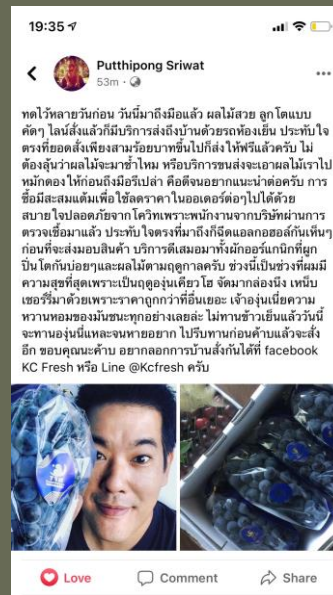 19:35
Putthipong Sriwat
53m
ทดไว้หลายวันก่อน วันนี้มาถึงมือแล้ว ผลไม้สวย ลูกโตแบบ
คัดๆ ไลน์สั่งแล้วก็มีบริการส่งถึงบ้านด้วยรถห้องเย็น ประทับใจ
ตรงที่ยอดสั่งเพียงสามร้อยบาทขึ้นไปก็ส่งให้ฟรีแล้วครับ ไม่
ต้องลุ้นว่าผลไม้จะมาช้ำไหม หรือบริการขนส่งจะเอาผลไม้เราไป
หมักดองให้ก่อนถึงมือรึเปล่า คือดีจนอยากแนะนำต่อครับ การ
ซื้อมีสะสมแต้มเพื่อใช้ลดราคาในออเดอร์ต่อๆไปได้ด้วย
สบายใจปลอดภัยจากโควิทเพราะพนักงานจากบริษัทผ่านการ
ตรวจเชื้อมาแล้ว ประทับใจตรงที่มาถึงก็ฉีดแอลกอฮอล์กันเห็นๆ
ก่อนที่จะส่งมอบสินค้า บริการดีเสมอมาทั้งผักออร์แกนิกที่ผูก
ปิ่นโตกันบ่อยๆและผลไม้ตามฤดูกาลครับ ช่วงนี้เป็นช่วงที่ผมมี
ความสุขที่สุดเพราะเป็นฤดูองุ่นเคียวโฮ จัดมากล่องนึง เหน็บ
เชอร์รี่มาด้วยเพราะราคาถูกกว่าที่อื่นเยอะ เจ้าองุ่นเนี่ยความ
หวานหอมของมันชนะทุกอย่างเลยล่ะ ไม่ทานข้าวเย็นแล้ววันนี้
จะทานองุ่นนี่แหละจนหายอยาก ไปรีบทานก่อนค้าบแล้วจะสั่ง
อีก ขอบคุณนะค้าบ อยากลอกการบ้านสั่งกันได้ที่ facebook
KC Fresh หรือ Line @Kcfresh ครับ
Love
Comment
Share